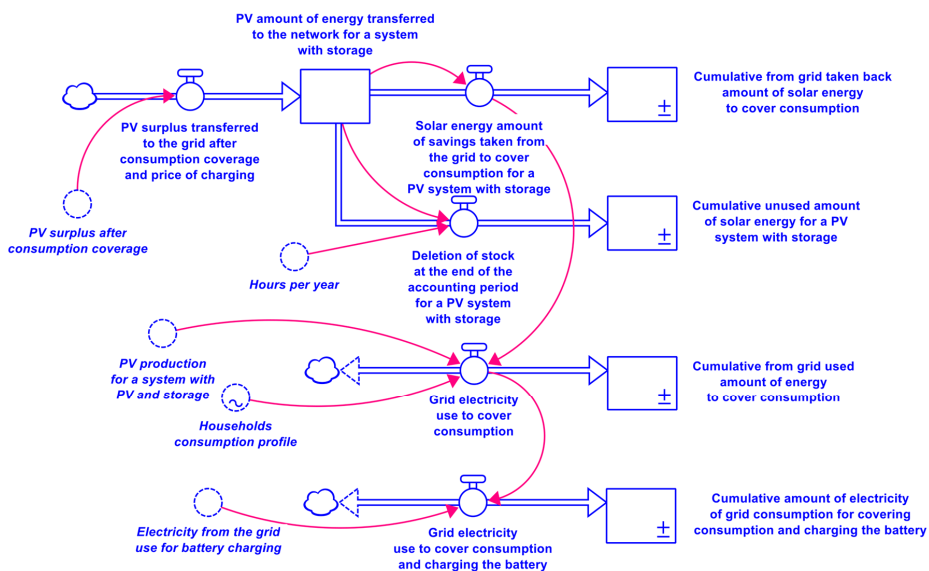 PV amount of energy transferred
to the network for a system
with storage
Cumulative from grid taken back
amount of solar energy
to cover consumption
PV surplus transferred
to the grid after
consumption coverage
and price of charging
Solar energy amount
of savings taken from
the grid to cover
consumption for a
PV system with storage
PV surplus after
consumption coverage
Cumulative unused amount
of solar energy for a PV
system with storage
Hours per year
Deletion of stock
at the end of the
accounting period
for a PV system
with storage
PV production
for a system with
PV and storage
Cumulative from grid used
amount of energy
to cover consumption
Households
consumption profile
Grid electricity
use to cover
consumption
Electricity from the grid
use for battery charging
Grid electricity
use to cover consumption
and charging the battery
Cumulative amount of electricity
of grid consumption for covering
consumption and charging the battery